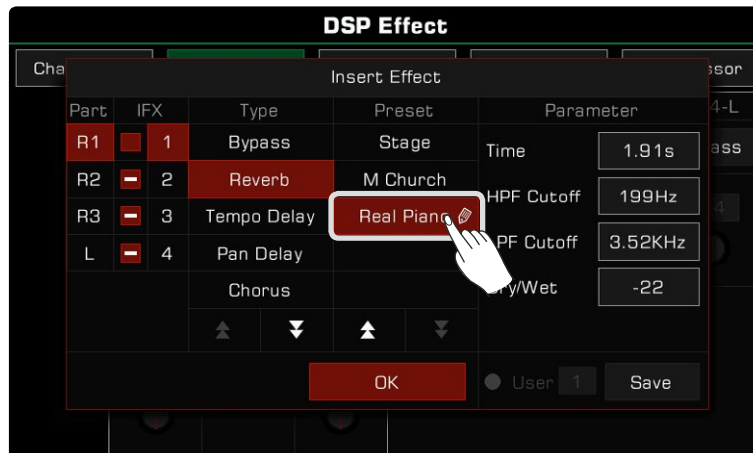 DSP Effect
Cha
ssor
Insert Effect
Part IFX Type Preset Parameter
4-L
R1 1 Bypass Stage Time 1.91s
ass
R2 2 Reverb M Church HPF Cutoff 199Hz
R3 3 Tempo Delay Real Piano
4
L 4 Pan Delay PF Cutoff 3.52KHz
Chorus ry/Wet -22
OK User 1 Save